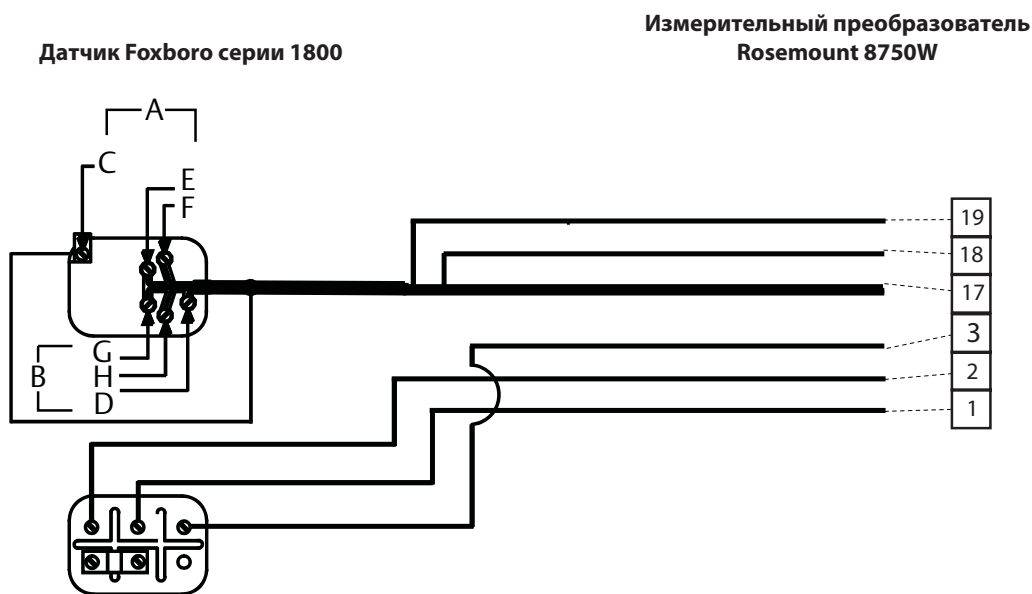 Измерительный преобразователь
Rosemount 8750W
Датчик Foxboro серии 1800
A
C
E
F
G
B
H
D
19
18
17
3
2
1